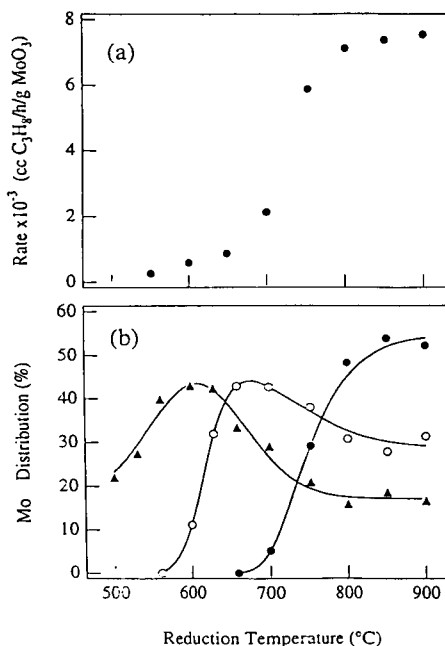 8
6
4
2
0
(a)
Rate x10⁻³ (cc C₃H₈/h/g MoO₃)
60
50
40
30
20
10
0
(b)
Mo Distribution (%)
500 600 700 800 900
Reduction Temperature (°C)